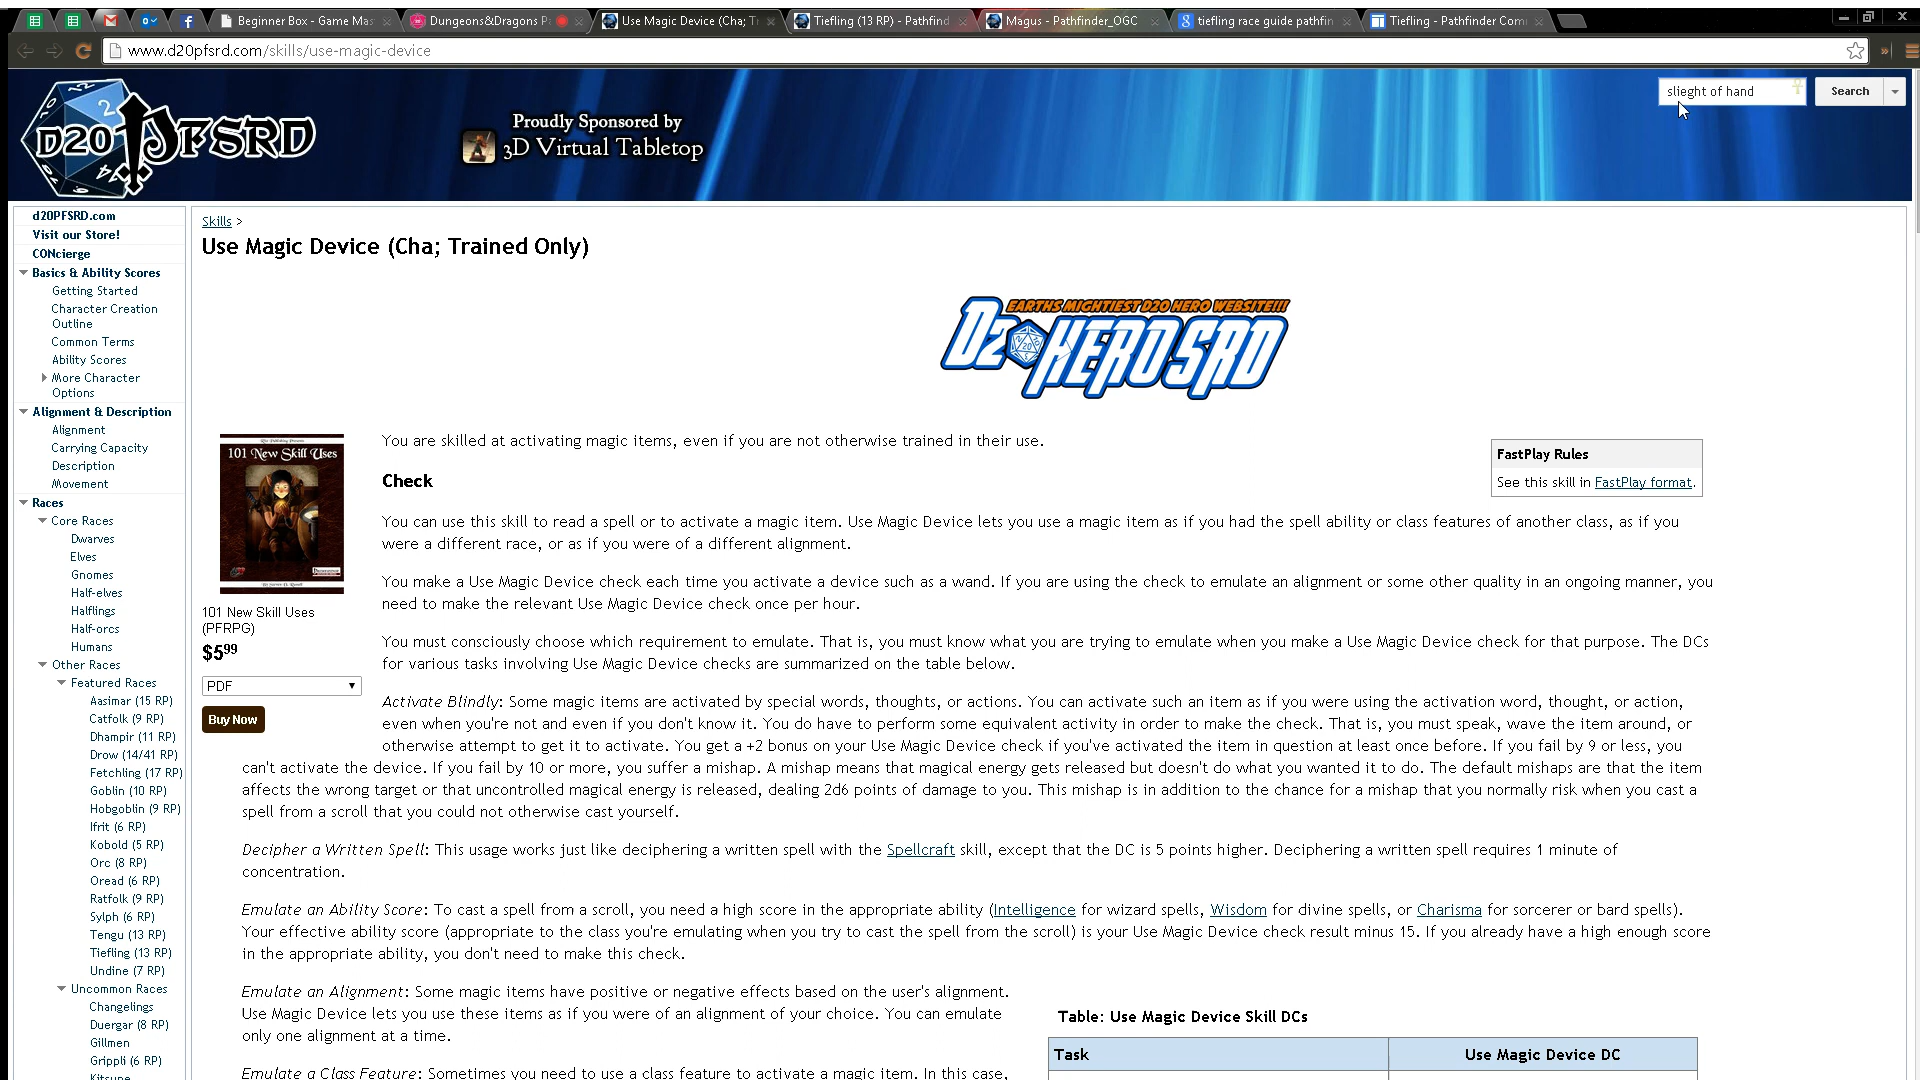 Beginner Box - Game Mas
Dungeons&Dragons P
Use Magic Device (Cha; T
Tiefling (13 RP) - Pathfind
Magus - Pathfinder_OGC
tiefling race guide pathfin
Tiefling - Pathfinder Com
www.d20pfsrd.com/skills/use-magic-device
D20PFSRD
Proudly Sponsored by
3D Virtual Tabletop
slieght of hand
Search
d20PFSRD.com
Visit our Store!
CONcierge
Basics & Ability Scores
Getting Started
Character Creation
Outline
Common Terms
Ability Scores
More Character
Options
Alignment & Description
Alignment
Carrying Capacity
Description
Movement
Races
Core Races
Dwarves
Elves
Gnomes
Half-elves
Halflings
Half-orcs
Humans
Other Races
Featured Races
Aasimar (15 RP)
Catfolk (9 RP)
Dhampir (11 RP)
Drow (14/41 RP)
Fetchling (17 RP)
Goblin (10 RP)
Hobgoblin (9 RP)
Ifrit (6 RP)
Kobold (5 RP)
Orc (8 RP)
Oread (6 RP)
Ratfolk (9 RP)
Sylph (6 RP)
Tengu (13 RP)
Tiefling (13 RP)
Undine (7 RP)
Uncommon Races
Changelings
Duergar (8 RP)
Gillmen
Grippli (6 RP)
Kitsune
Skills >
Use Magic Device (Cha; Trained Only)
EARTHS MIGHTIEST D20 HERO WEBSITE!!!
D20 HERO SRD
101 New Skill Uses
101 New Skill Uses
(PFRPG)
$5.99
PDF
Buy Now
You are skilled at activating magic items, even if you are not otherwise trained in their use.
FastPlay Rules
See this skill in FastPlay format.
Check
You can use this skill to read a spell or to activate a magic item. Use Magic Device lets you use a magic item as if you had the spell ability or class features of another class, as if you
were a different race, or as if you were of a different alignment.
You make a Use Magic Device check each time you activate a device such as a wand. If you are using the check to emulate an alignment or some other quality in an ongoing manner, you
need to make the relevant Use Magic Device check once per hour.
You must consciously choose which requirement to emulate. That is, you must know what you are trying to emulate when you make a Use Magic Device check for that purpose. The DCs
for various tasks involving Use Magic Device checks are summarized on the table below.
Activate Blindly: Some magic items are activated by special words, thoughts, or actions. You can activate such an item as if you were using the activation word, thought, or action,
even when you're not and even if you don't know it. You do have to perform some equivalent activity in order to make the check. That is, you must speak, wave the item around, or
otherwise attempt to get it to activate. You get a +2 bonus on your Use Magic Device check if you've activated the item in question at least once before. If you fail by 9 or less, you
can't activate the device. If you fail by 10 or more, you suffer a mishap. A mishap means that magical energy gets released but doesn't do what you wanted it to do. The default mishaps are that the item
affects the wrong target or that uncontrolled magical energy is released, dealing 2d6 points of damage to you. This mishap is in addition to the chance for a mishap that you normally risk when you cast a
spell from a scroll that you could not otherwise cast yourself.
Decipher a Written Spell: This usage works just like deciphering a written spell with the Spellcraft skill, except that the DC is 5 points higher. Deciphering a written spell requires 1 minute of
concentration.
Emulate an Ability Score: To cast a spell from a scroll, you need a high score in the appropriate ability (Intelligence for wizard spells, Wisdom for divine spells, or Charisma for sorcerer or bard spells).
Your effective ability score (appropriate to the class you're emulating when you try to cast the spell from the scroll) is your Use Magic Device check result minus 15. If you already have a high enough score
in the appropriate ability, you don't need to make this check.
Emulate an Alignment: Some magic items have positive or negative effects based on the user's alignment.
Use Magic Device lets you use these items as if you were of an alignment of your choice. You can emulate
only one alignment at a time.
Emulate a Class Feature: Sometimes you need to use a class feature to activate a magic item. In this case,
Table: Use Magic Device Skill DCs
Task
Use Magic Device DC